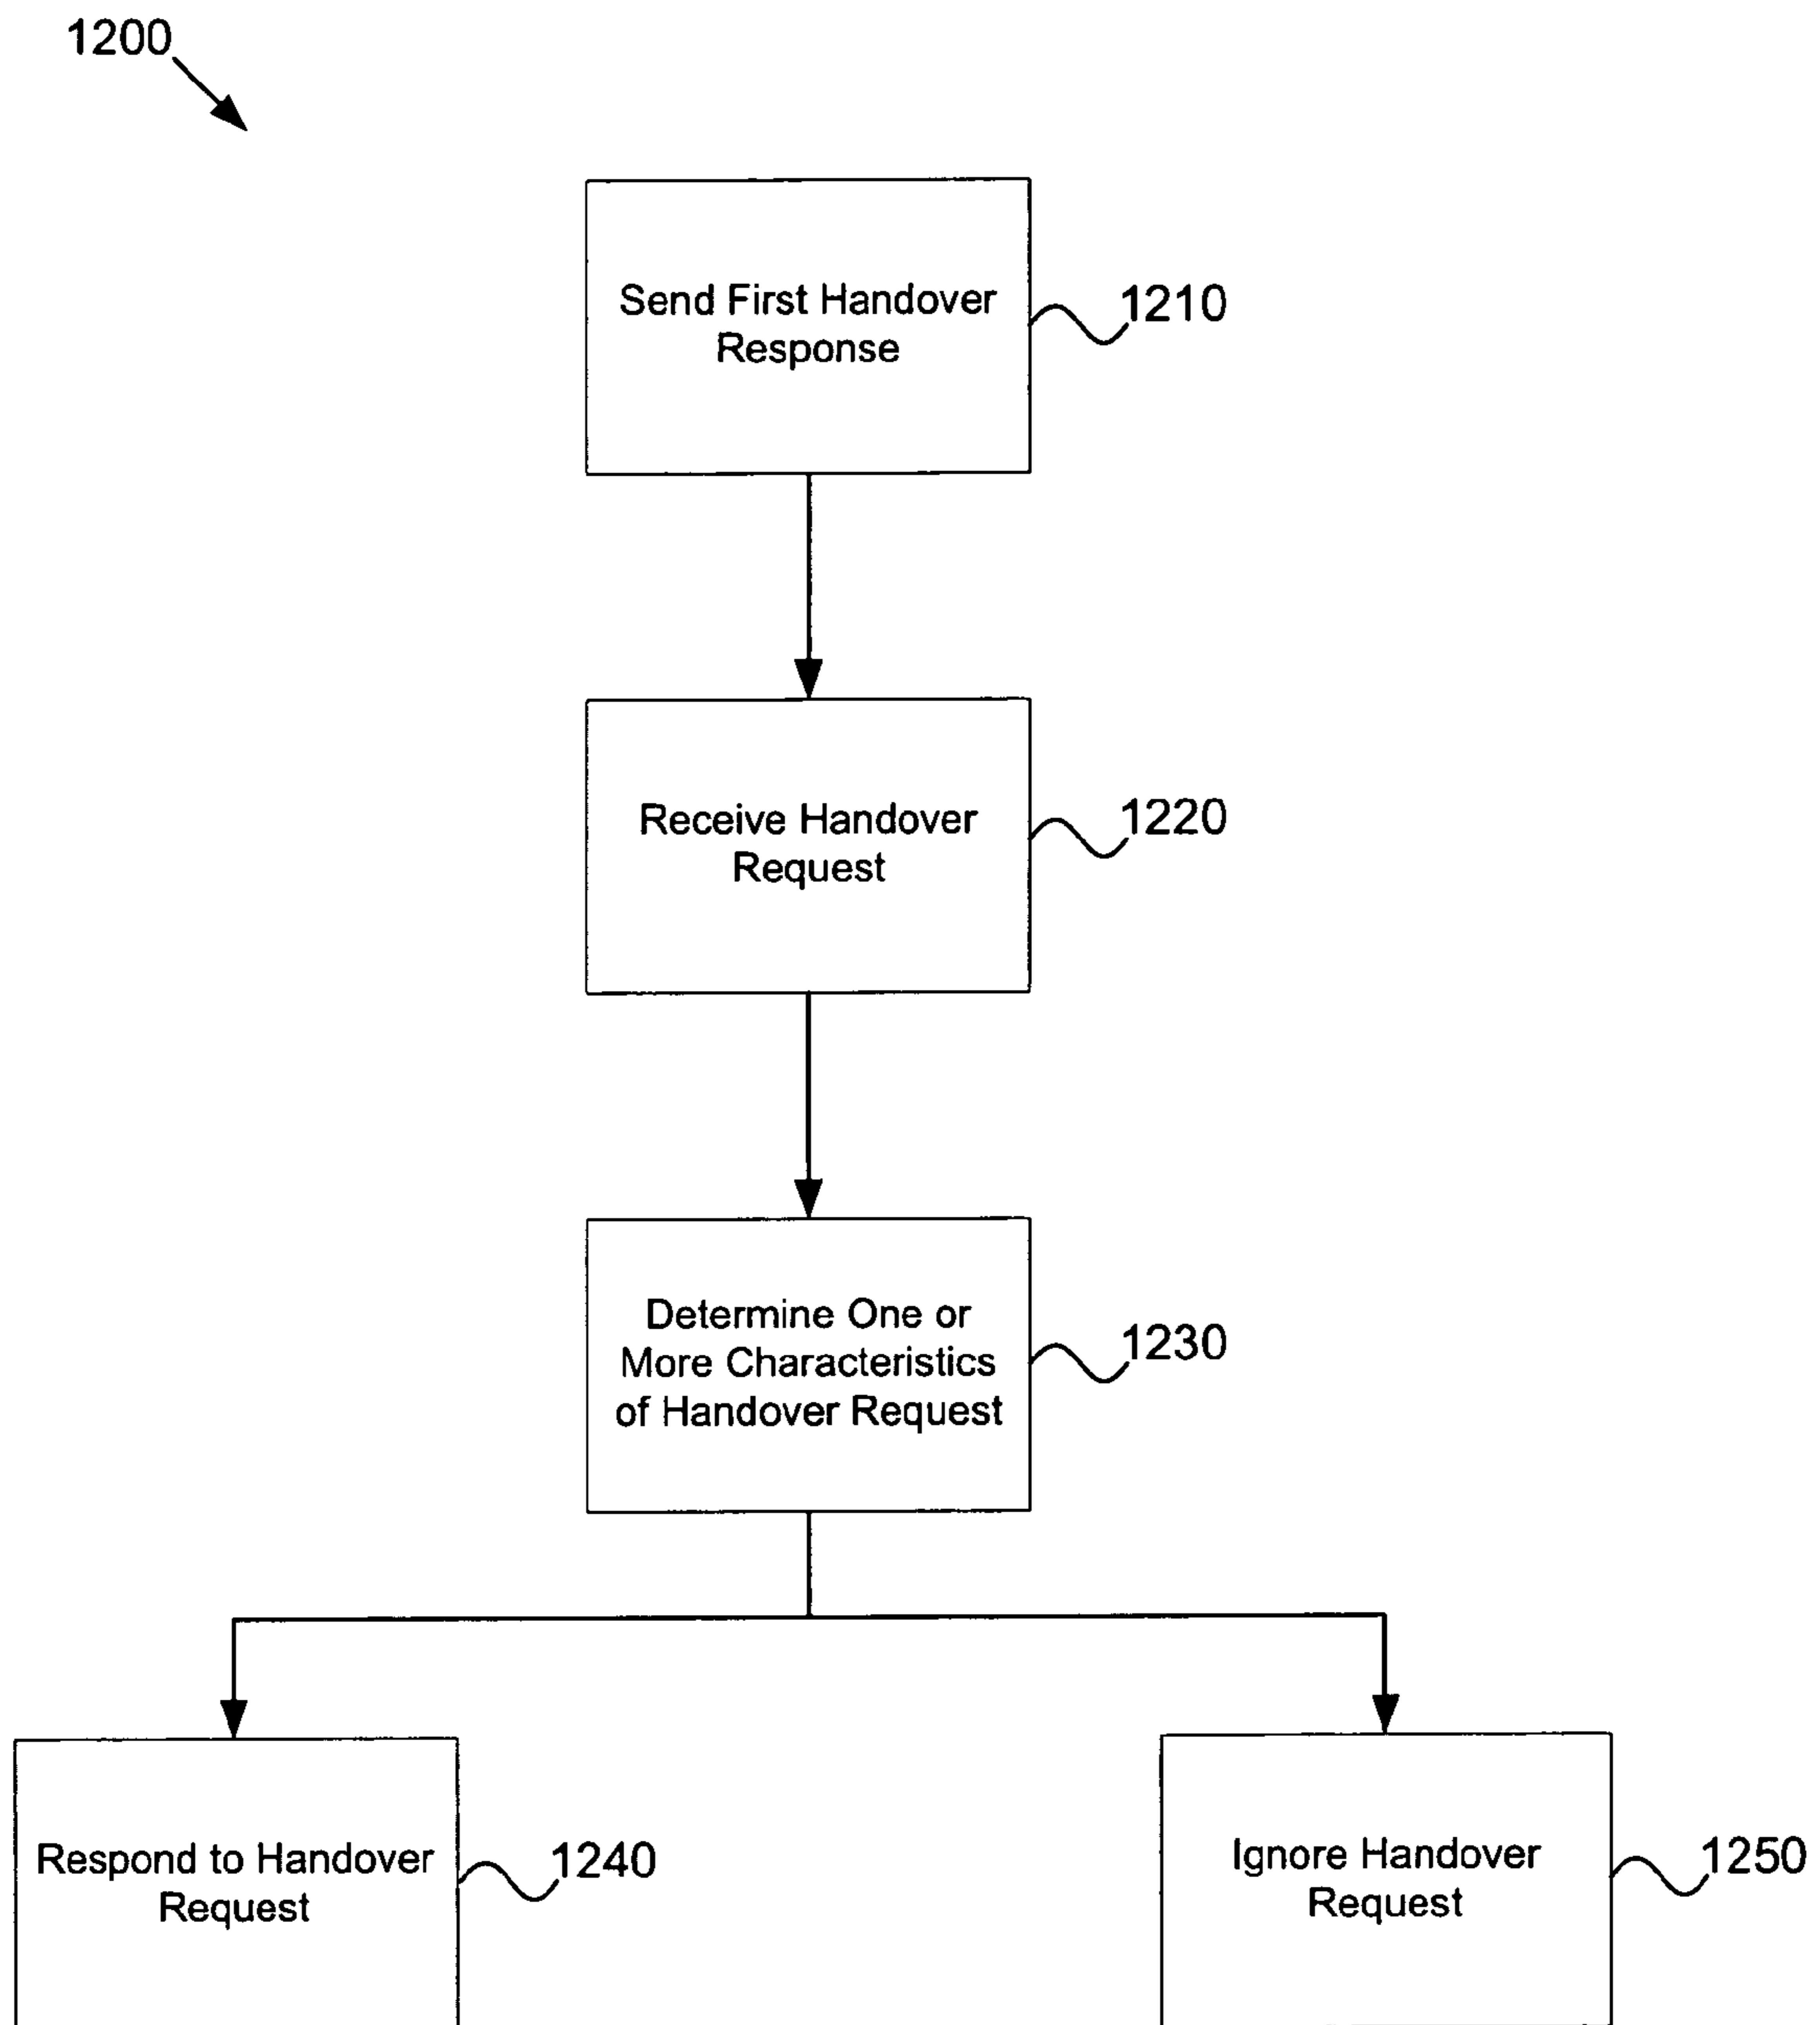 1200
Send First Handover
Response
1210
Receive Handover
Request
1220
Determine One or
More Characteristics
of Handover Request
1230
Respond to Handover
Request
1240
Ignore Handover
Request
1250